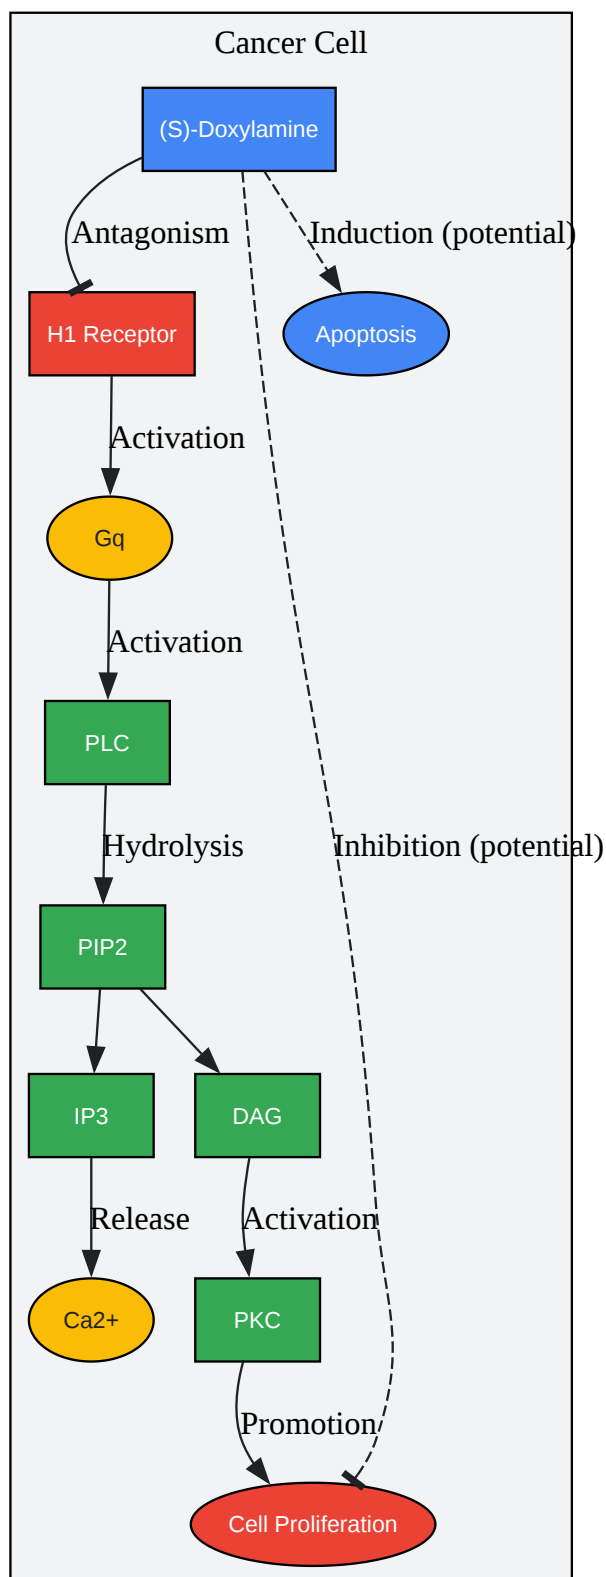 Cancer Cell
(S)-Doxylamine
Antagonism
Induction (potential)
H1 Receptor
Apoptosis
Activation
Gq
Activation
PLC
Hydrolysis
Inhibition (potential)
PIP2
IP3
DAG
Release
Activation
Ca2+
PKC
Promotion
Cell Proliferation